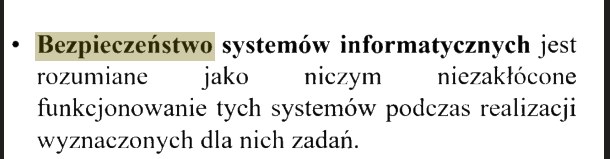 • Bezpieczeństwo systemów informatycznych jest
rozumiane jako niczym niezakłócone
funkcjonowanie tych systemów podczas realizacji
wyznaczonych dla nich zadań.